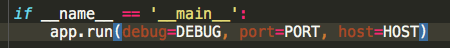 if __name__ == '__main__':
    app.run(debug=DEBUG, port=PORT, host=HOST)